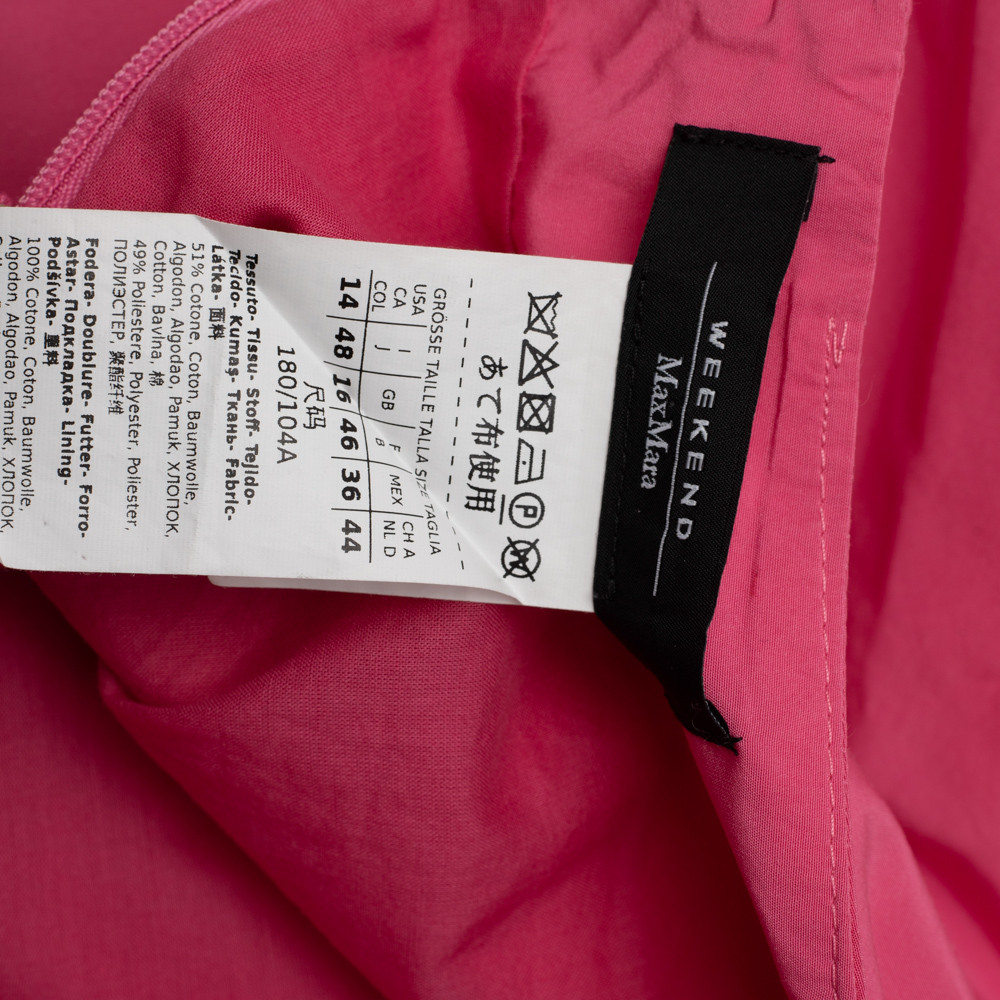 WEEKEND
MaxMara
あて布使用
GRÖSSE TAILLE TALLA SIZE TAGLIA
USA CA COL
I J
GB
F B
MEX
CH A NL D
14 48 16 46 36 44
尺码
180/104A
Tessuto- Tissu- Stoff- Tejido-
Tecido- Kumaş- Ткань- Fabric-
Látka- 面料
51% Cotone, Coton, Baumwolle,
Algodon, Algodao, Pamuk, ХЛОПОК,
Cotton, Bavlna, 棉
49% Poliestere, Polyester, Poliester,
ПОЛИЭСТЕР, 聚酯纤维
Fodera- Doublure- Futter- Forro-
Astar- Подкладка- Lining-
Podšívka- 里料
100% Cotone, Coton, Baumwolle,
Algodon, Algodao, Pamuk, ХЛОПОК,